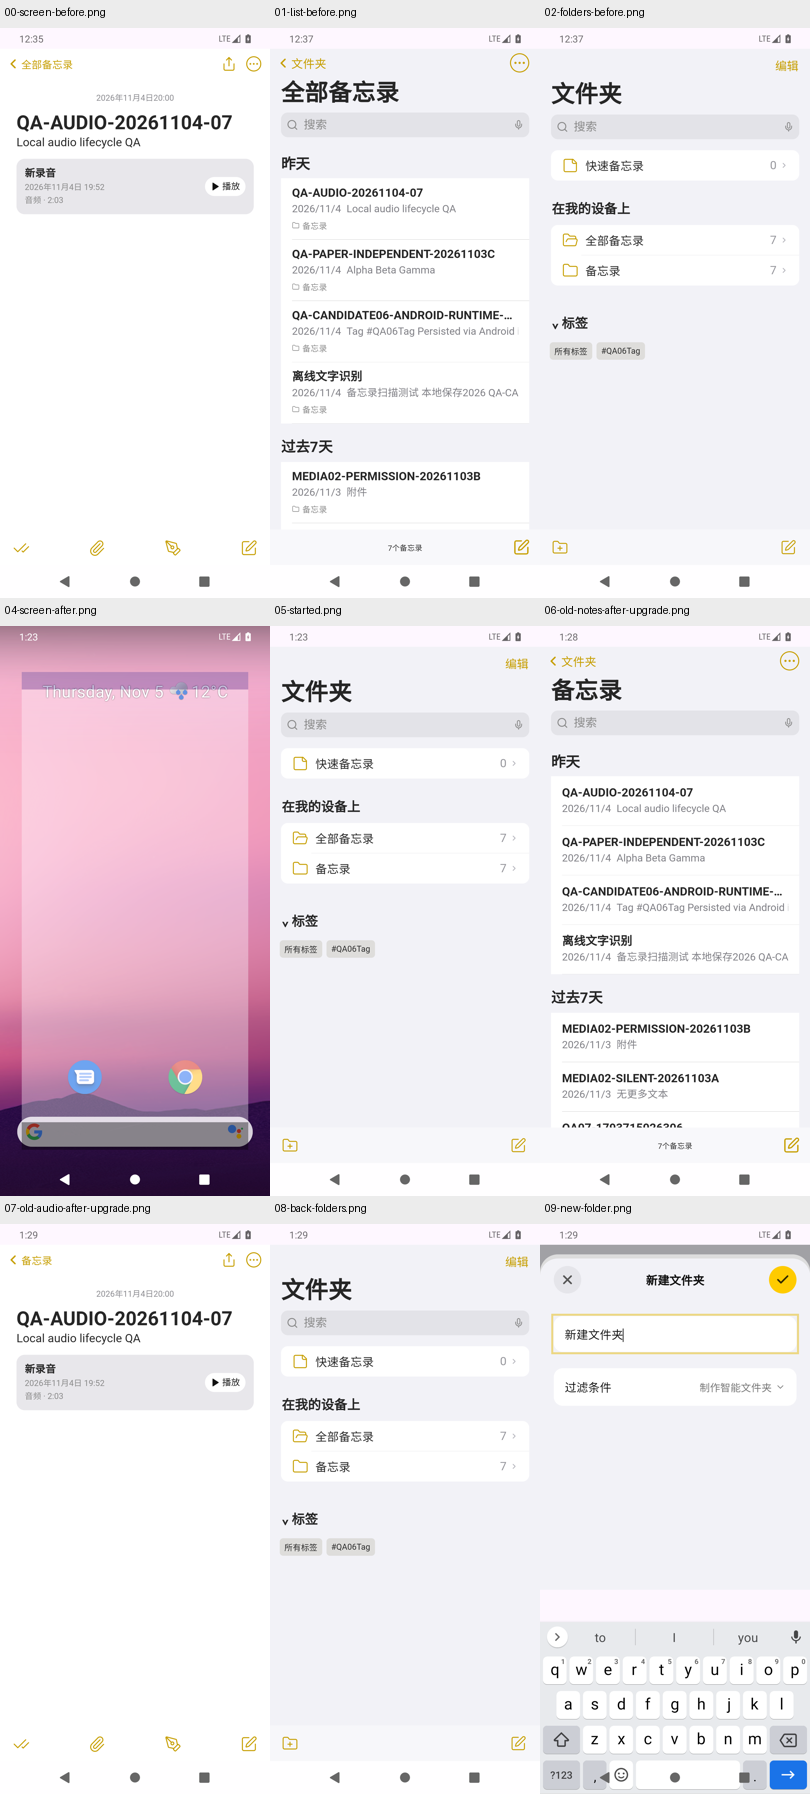 00-screen-before.png
12:35
LTE
全部备忘录
2026年11月4日20:00
QA-AUDIO-20261104-07
Local audio lifecycle QA
新录音
2026年11月4日 19:52
音频 · 2:03
播放
01-list-before.png
12:37
LTE
文件夹
全部备忘录
搜索
昨天
QA-AUDIO-20261104-07
2026/11/4 Local audio lifecycle QA
备忘录
QA-PAPER-INDEPENDENT-20261103C
2026/11/4 Alpha Beta Gamma
备忘录
QA-CANDIDATE06-ANDROID-RUNTIME-...
2026/11/4 Tag #QA06Tag Persisted via Android
备忘录
离线文字识别
2026/11/4 备忘录扫描测试 本地保存2026 QA-CA
备忘录
过去7天
MEDIA02-PERMISSION-20261103B
2026/11/3 附件
备忘录
7个备忘录
02-folders-before.png
12:37
LTE
编辑
文件夹
搜索
快速备忘录 0
在我的设备上
全部备忘录 7
备忘录 7
标签
所有标签 #QA06Tag
04-screen-after.png
1:23
LTE
Thursday, Nov 5 12°C
05-started.png
1:23
LTE
编辑
文件夹
搜索
快速备忘录 0
在我的设备上
全部备忘录 7
备忘录 7
标签
所有标签 #QA06Tag
06-old-notes-after-upgrade.png
1:28
LTE
文件夹
备忘录
搜索
昨天
QA-AUDIO-20261104-07
2026/11/4 Local audio lifecycle QA
QA-PAPER-INDEPENDENT-20261103C
2026/11/4 Alpha Beta Gamma
QA-CANDIDATE06-ANDROID-RUNTIME-...
2026/11/4 Tag #QA06Tag Persisted via Android
离线文字识别
2026/11/4 备忘录扫描测试 本地保存2026 QA-CA
过去7天
MEDIA02-PERMISSION-20261103B
2026/11/3 附件
MEDIA02-SILENT-20261103A
2026/11/3 无更多文本
7个备忘录
07-old-audio-after-upgrade.png
1:29
LTE
备忘录
2026年11月4日20:00
QA-AUDIO-20261104-07
Local audio lifecycle QA
新录音
2026年11月4日 19:52
音频 · 2:03
播放
08-back-folders.png
1:29
LTE
编辑
文件夹
搜索
快速备忘录 0
在我的设备上
全部备忘录 7
备忘录 7
标签
所有标签 #QA06Tag
09-new-folder.png
1:29
LTE
新建文件夹
新建文件夹
过滤条件 制作智能文件夹
to I you
q1 w2 e3 r4 t5 y6 u7 i8 o9 p0
a s d f g h j k l
z x c v b n m
?123 , .